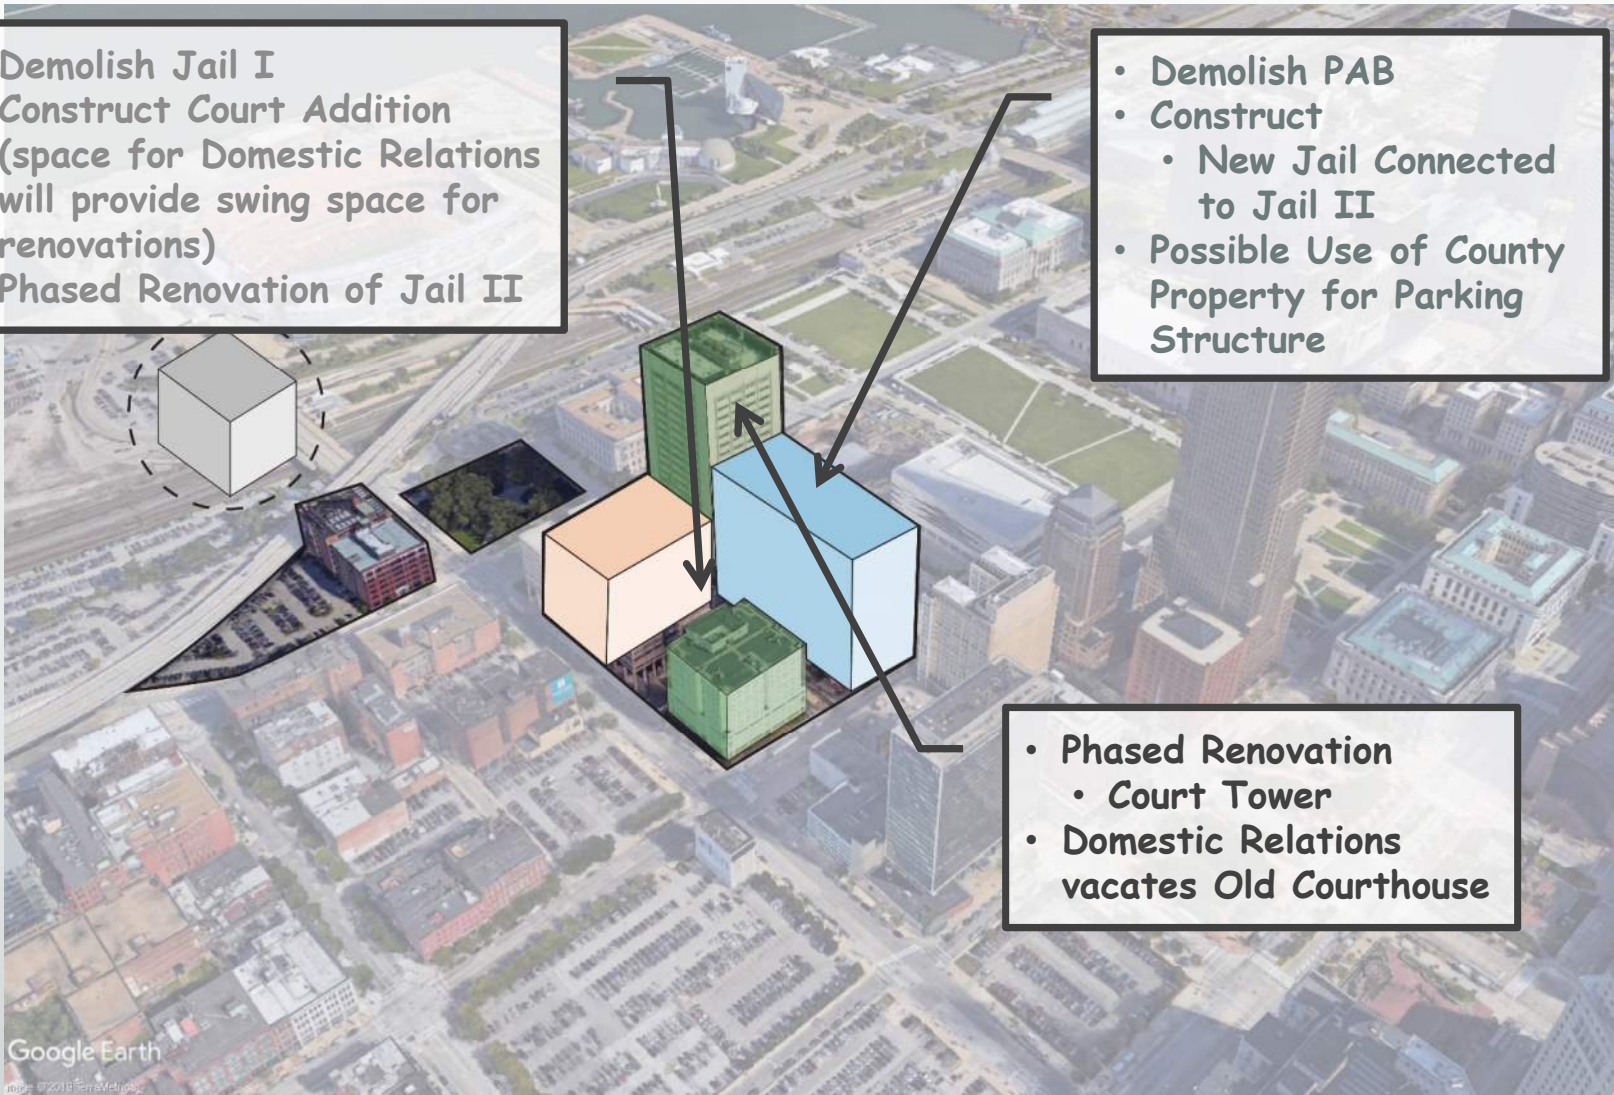 Demolish Jail I
Construct Court Addition
(space for Domestic Relations
will provide swing space for
renovations)
Phased Renovation of Jail II
• Demolish PAB
• Construct
• New Jail Connected
to Jail II
• Possible Use of County
Property for Parking
Structure
• Phased Renovation
• Court Tower
• Domestic Relations
vacates Old Courthouse
Google Earth